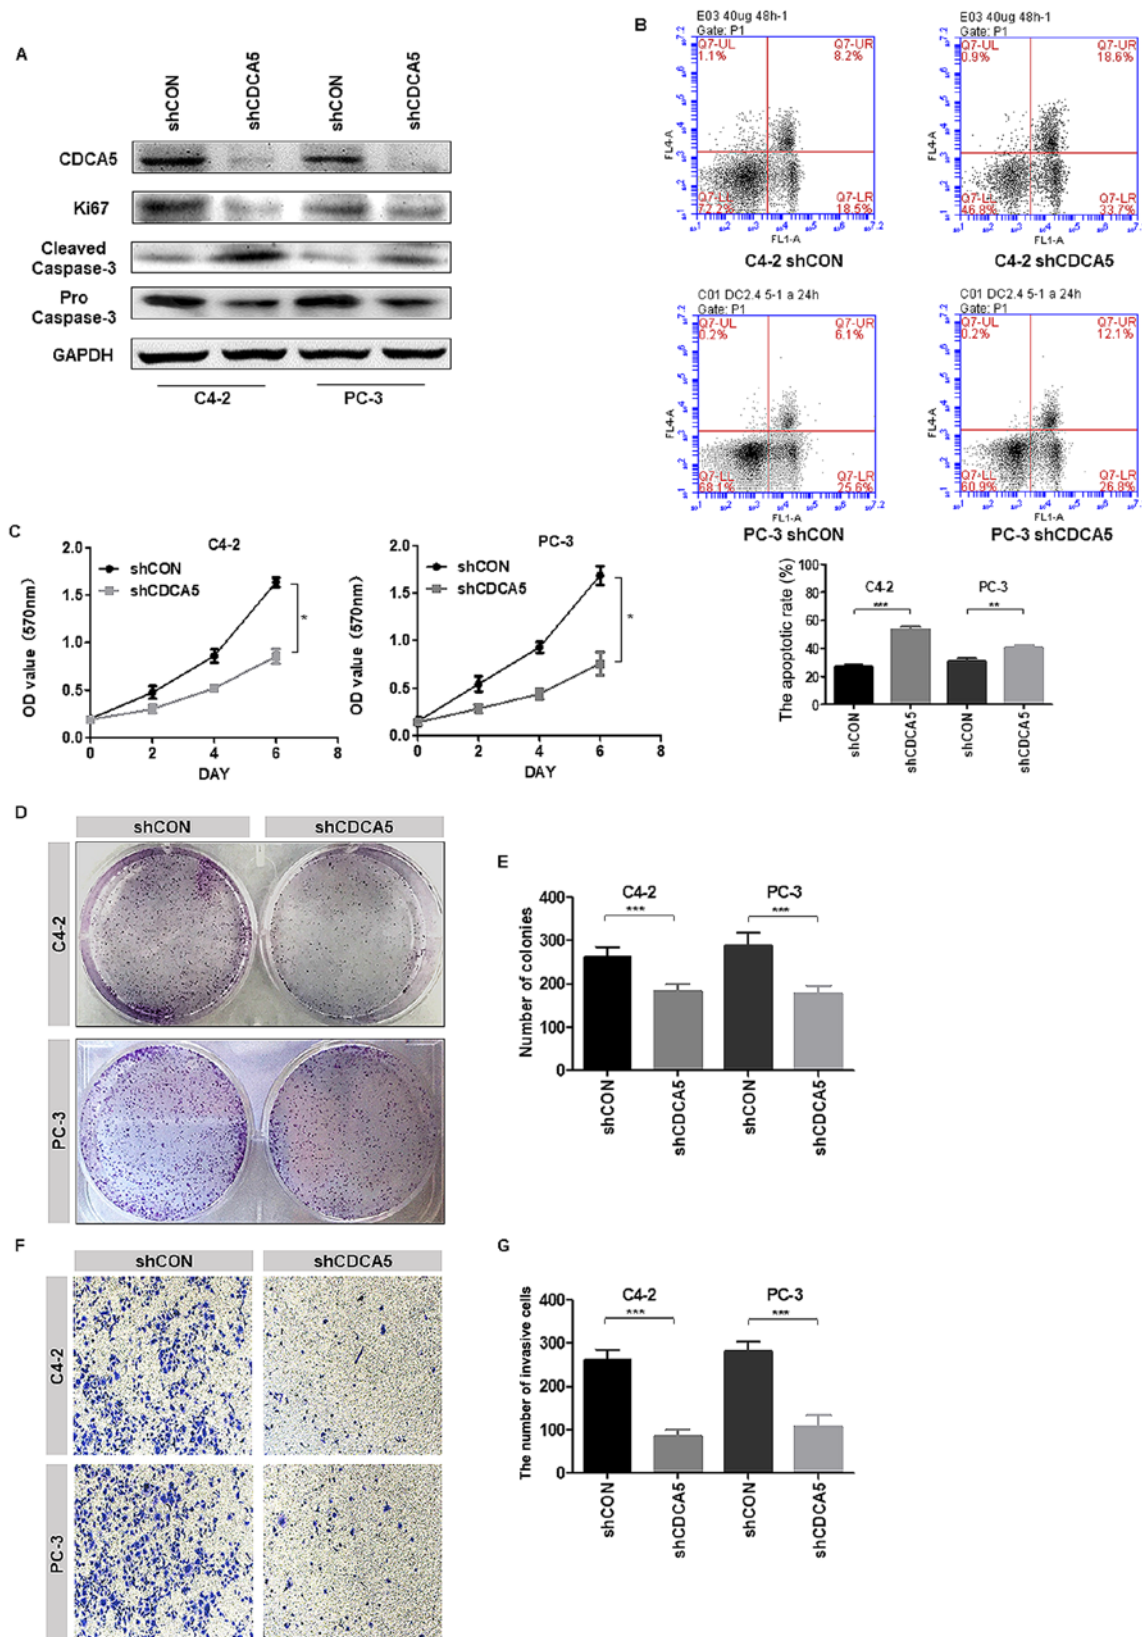 A
shCON
shCDCA5
shCON
shCDCA5
CDCA5
Ki67
Cleaved
Caspase-3
Pro
Caspase-3
GAPDH
C4-2
PC-3
B
E03 40ug 48h-1
Gate: P1
Q7-UL
1.1%
Q7-UR
8.2%
Q7-LL
72.2%
Q7-LR
18.5%
FL4-A
FL1-A
C4-2 shCON
E03 40ug 48h-1
Gate: P1
Q7-UL
0.9%
Q7-UR
18.6%
Q7-LL
46.8%
Q7-LR
33.7%
FL4-A
FL1-A
C4-2 shCDCA5
C01 DC2.4 5-1 a 24h
Gate: P1
Q7-UL
0.2%
Q7-UR
6.1%
Q7-LL
68.1%
Q7-LR
25.6%
FL4-A
FL1-A
PC-3 shCON
C01 DC2.4 5-1 a 24h
Gate: P1
Q7-UL
0.2%
Q7-UR
12.1%
Q7-LL
60.9%
Q7-LR
26.8%
FL4-A
FL1-A
PC-3 shCDCA5
The apoptotic rate (%)
100
80
60
40
20
0
C4-2
***
PC-3
**
shCON
shCDCA5
shCON
shCDCA5
C
C4-2
shCON
shCDCA5
OD value (570nm)
2.0
1.5
1.0
0.5
0.0
0 2 4 6 8
DAY
*
PC-3
shCON
shCDCA5
OD value (570nm)
2.0
1.5
1.0
0.5
0.0
0 2 4 6 8
DAY
*
D
shCON
shCDCA5
C4-2
PC-3
E
Number of colonies
400
300
200
100
0
C4-2
***
PC-3
***
shCON
shCDCA5
shCON
shCDCA5
F
shCON
shCDCA5
C4-2
PC-3
G
The number of invasive cells
400
300
200
100
0
C4-2
***
PC-3
***
shCON
shCDCA5
shCON
shCDCA5